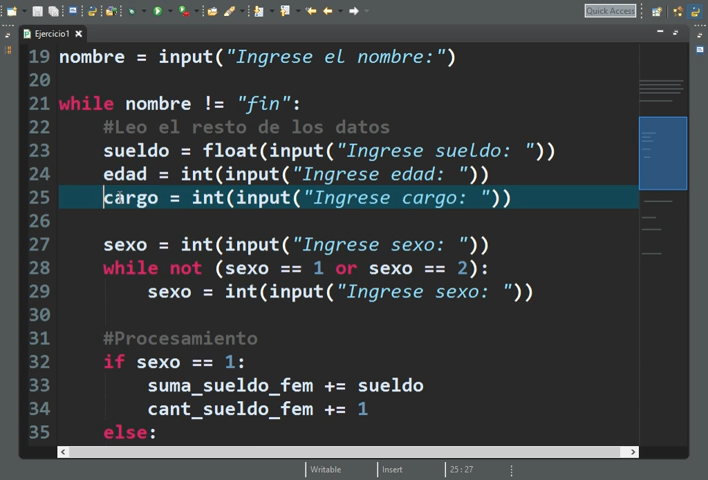 Quick Access
Ejercicio1
19 nombre = input("Ingrese el nombre:")
20
21 while nombre != "fin":
22 #Leo el resto de los datos
23 sueldo = float(input("Ingrese sueldo: "))
24 edad = int(input("Ingrese edad: "))
25 cargo = int(input("Ingrese cargo: "))
26
27 sexo = int(input("Ingrese sexo: "))
28 while not (sexo == 1 or sexo == 2):
29 sexo = int(input("Ingrese sexo: "))
30
31 #Procesamiento
32 if sexo == 1:
33 suma_sueldo_fem += sueldo
34 cant_sueldo_fem += 1
35 else:
Writable Insert 25 : 27